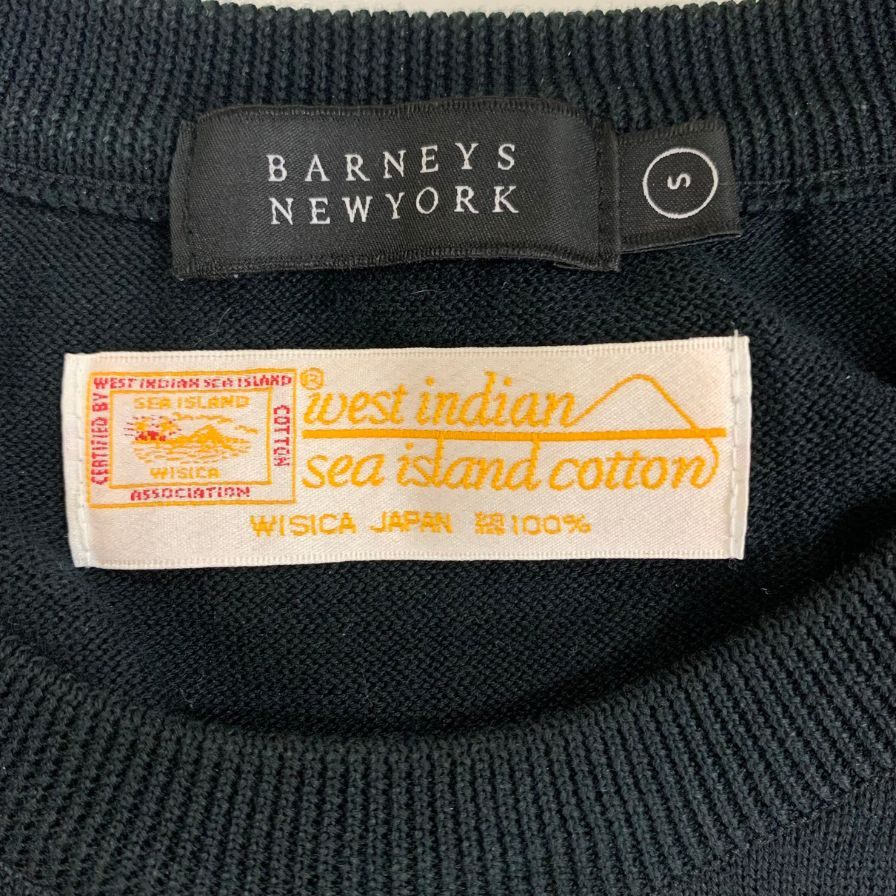 BARNEYS
NEWYORK
S
CERTIFIED BY
WEST INDIAN SEA ISLAND
COTTON
ASSOCIATION
SEA ISLAND
WISICA
®
west indian
sea island cotton
WISICA JAPAN 綿100%